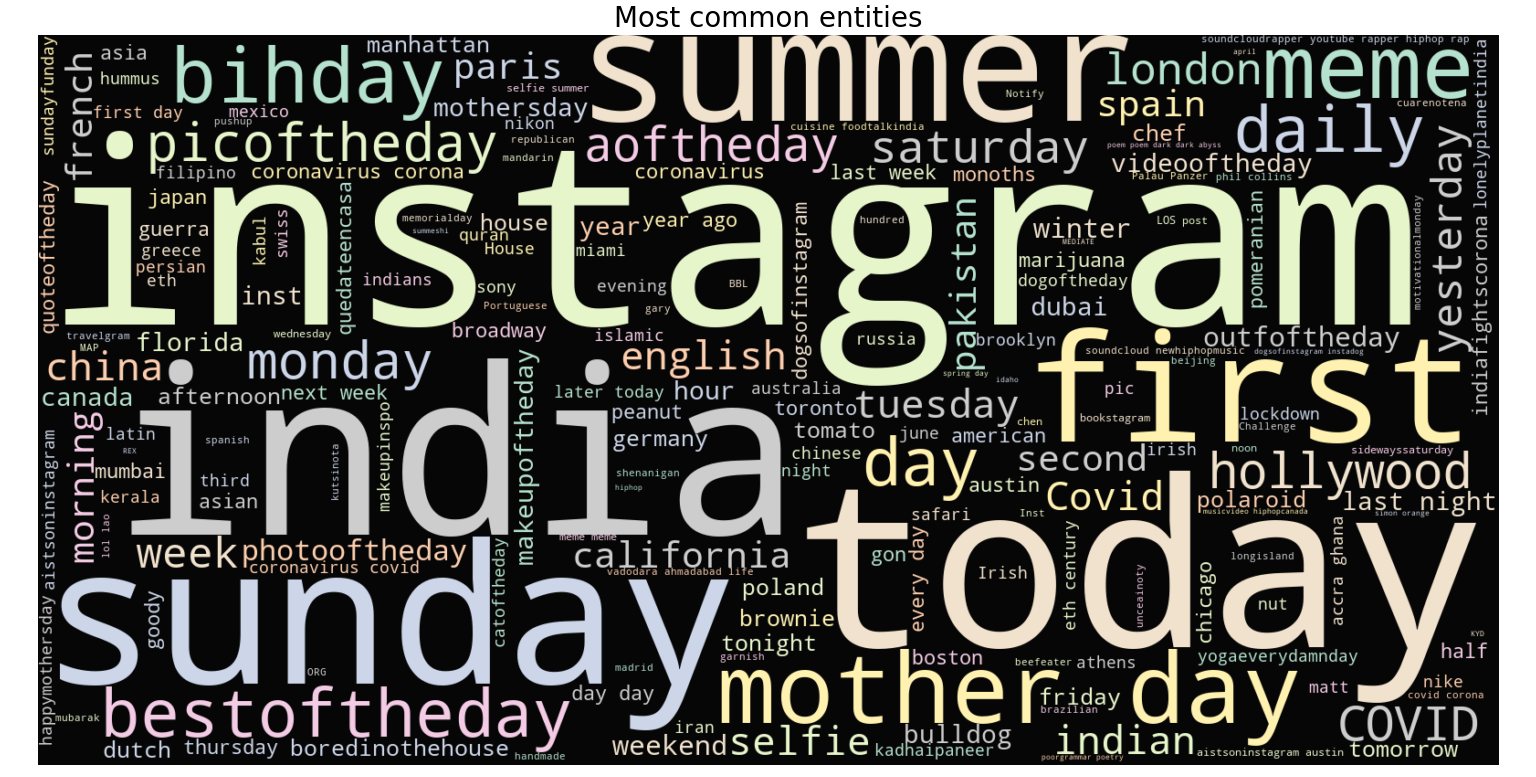 Most common entities
sundayfunday
asia
hummus
french
first day
bihday
manhattan
paris
selfie summer
mothersday
nikon
republican
mandarin
mexico
pushup
summer
Notify
soundcloudrapper youtube rapper hiphop rap
april
london
meme
cuarenotena
spain
chef
poem poem dark dark abyss
daily
videooftheday
Palau Panzer
phil collins
lonelyplanetindia
picoftheday
filipino
coronavirus corona
aoftheday
cuisine foodtalkindia
coronavirus
saturday
last week
monoths
yesterday
quoteoftheday
japan
guerra
greece
persian
eth
kabul
swiss
inst
quedateencasa
instagram
memorialday
summeshi
house
quran
House
indians
sony
Portuguese
year
year ago
miami
evening
gary
BBL
dogsofinstagram
hundred
russia
pakistan
winter
MEDIATE
marijuana
dogoftheday
dubai
LOS post
pomeranian
motivationalmonday
indiafightscorona
travelgram
MAP
florida
wednesday
broadway
islamic
brooklyn
outfoftheday
china
monday
english
soundcloud newhiphopmusic
dogsofinstagram instadog
beijing
spring day
idaho
first
canada
afternoon
next week
makeupoftheday
later today
hour
australia
peanut
toronto
tuesday
pic
bookstagram
lockdown
Challenge
morning
latin
REX
mumbai
kerala
lol lao
spanish
third
asian
kutsinota
makeupinspo
india
germany
shenanigan
hiphop
tomato
june
chen
american
chinese
night
day
second
irish
noon
sidewayssaturday
hollywood
austin
Covid
polaroid
last night
musicvideo hiphopcanada
simon orange
happymothersday aistsoninstagram
week
photooftheday
coronavirus covid
meme meme
california
vadodara ahmadabad life
safari
Inst
gon
every day
Irish
eth century
today
unceainoty
longisland
chicago
nut
accra ghana
sunday
goody
catoftheday
ORG
poland
brownie
tonight
garnish
madrid
day day
boston
beefeater
athens
yogaeverydamnday
KYD
half
bestoftheday
mubarak
mother day
friday
brazilian
matt
nike
covid corona
COVID
dutch
thursday
boredinothehouse
handmade
iran
weekend
selfie
bulldog
kadhaipaneer
indian
poorgrammar poetry
aistsoninstagram austin
tomorrow